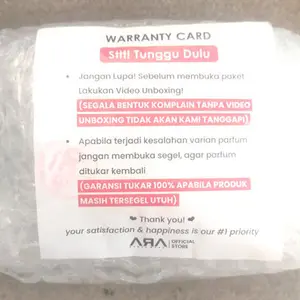 WARRANTY CARD
Sttt! Tunggu Dulu
• Jangan Lupa! Sebelum membuka paket
Lakukan Video Unboxing!
(SEGALA BENTUK KOMPLAIN TANPA VIDEO
UNBOXING TIDAK AKAN KAMI TANGGAPI)
• Apabila terjadi kesalahan varian parfum
jangan membuka segel, agar parfum
ditukar kembali
(GARANSI TUKAR 100% APABILA PRODUK
MASIH TERSEGEL UTUH)
Thank you!
your satisfaction & happiness is our #1 priority
ARA OFFICIAL
STORE